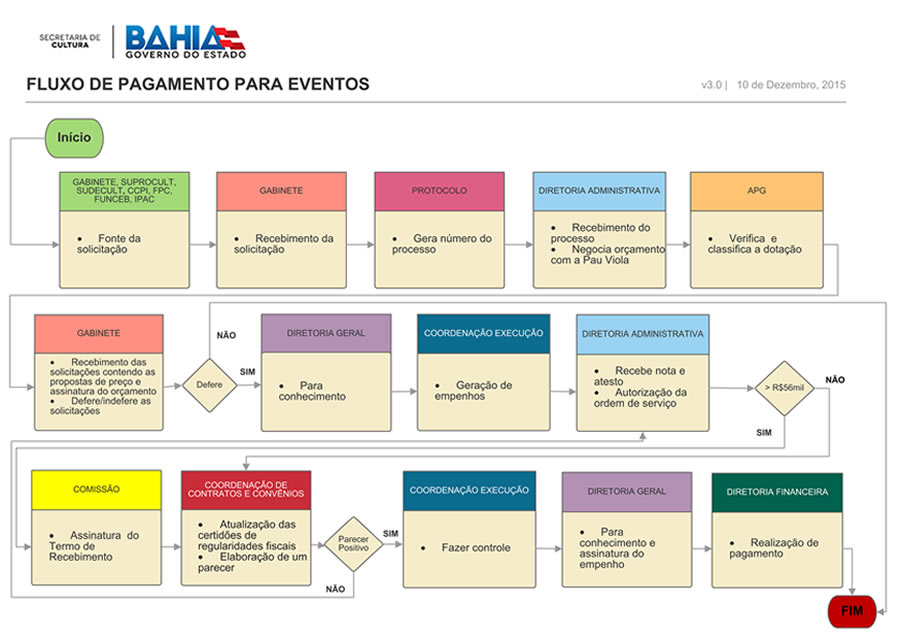 SECRETARIA DE
CULTURA
BAHIA
GOVERNO DO ESTADO
FLUXO DE PAGAMENTO PARA EVENTOS
v3.0 | 10 de Dezembro, 2015
Início
GABINETE, SUPROCULT,
SUDECULT, CCPI, FPC,
FUNCEB, IPAC
• Fonte da
solicitação
GABINETE
• Recebimento da
solicitação
PROTOCOLO
• Gera número do
processo
DIRETORIA ADMINISTRATIVA
• Recebimento do
processo
• Negocia orçamento
com a Pau Viola
APG
• Verifica e
classifica a dotação
GABINETE
• Recebimento das
solicitações contendo as
propostas de preço e
assinatura do orçamento
• Defere/indefere as
solicitações
Defere
NÃO
SIM
DIRETORIA GERAL
• Para
conhecimento
COORDENAÇÃO EXECUÇÃO
• Geração de
empenhos
DIRETORIA ADMINISTRATIVA
• Recebe nota e
atesto
• Autorização da
ordem de serviço
> R$56mil
NÃO
SIM
COMISSÃO
• Assinatura do
Termo de
Recebimento
COORDENAÇÃO DE
CONTRATOS E CONVÊNIOS
• Atualização das
certidões de
regularidades fiscais
• Elaboração de um
parecer
Parecer
Positivo
SIM
NÃO
COORDENAÇÃO EXECUÇÃO
• Fazer controle
DIRETORIA GERAL
• Para
conhecimento e
assinatura do
empenho
DIRETORIA FINANCEIRA
• Realização de
pagamento
FIM